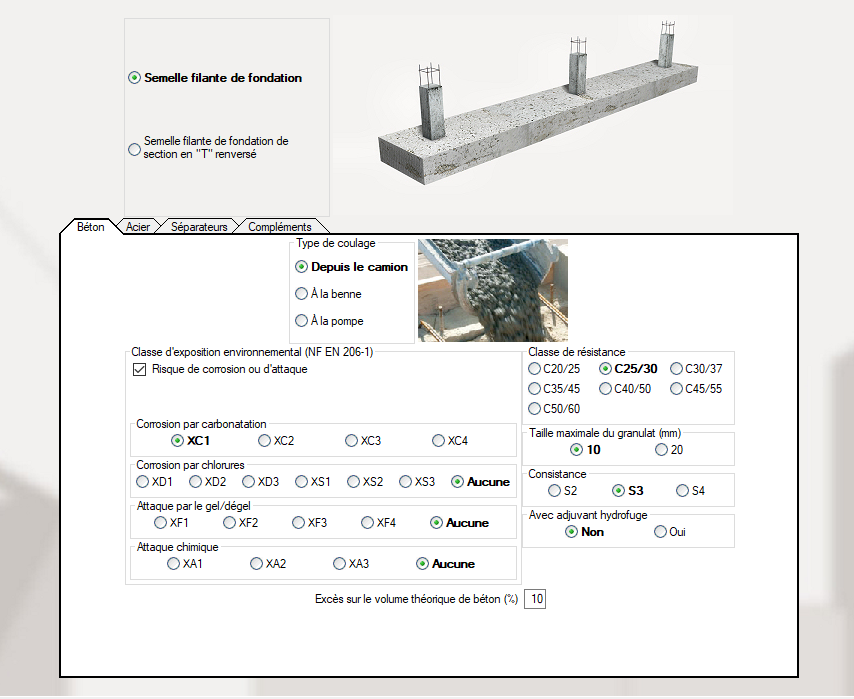 Semelle filante de fondation
Semelle filante de fondation de
section en "T" renversé
Béton Acier Séparateurs Compléments
Type de coulage
Depuis le camion
À la benne
À la pompe
Classe d'exposition environnemental (NF EN 206-1)
Risque de corrosion ou d'attaque
Corrosion par carbonatation
XC1 XC2 XC3 XC4
Corrosion par chlorures
XD1 XD2 XD3 XS1 XS2 XS3 Aucune
Attaque par le gel/dégel
XF1 XF2 XF3 XF4 Aucune
Attaque chimique
XA1 XA2 XA3 Aucune
Classe de résistance
C20/25 C25/30 C30/37
C35/45 C40/50 C45/55
C50/60
Taille maximale du granulat (mm)
10 20
Consistance
S2 S3 S4
Avec adjuvant hydrofuge
Non Oui
Excès sur le volume théorique de béton (%) 10